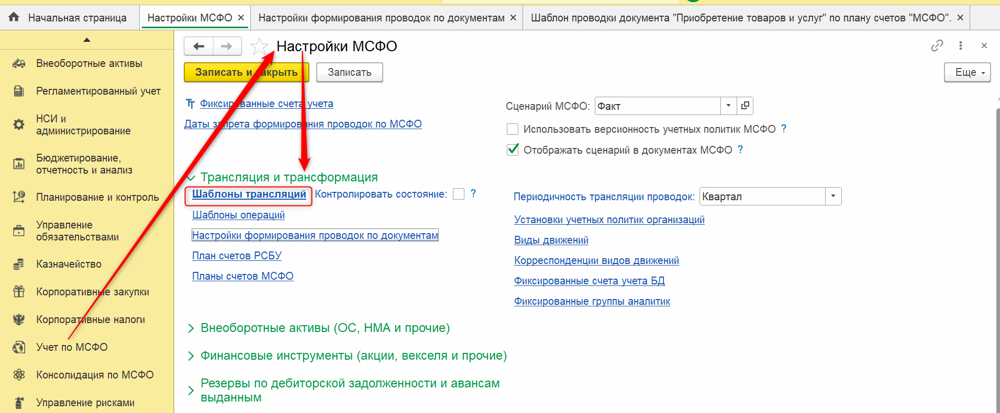 Начальная страница
Настройки МСФО ×
Настройки формирования проводок по документам ×
Шаблон проводки документа "Приобретение товаров и услуг" по плану счетов "МСФО". ×
Внеоборотные активы
Регламентированный учет
НСИ и
администрирование
Бюджетирование,
отчетность и анализ
Планирование и контроль
Управление
обязательствами
Казначейство
Корпоративные закупки
Корпоративные налоги
Учет по МСФО
Консолидация по МСФО
Управление рисками
Настройки МСФО
Записать и закрыть
Записать
Еще
Фиксированные счета учета
Даты запрета формирования проводок по МСФО
Сценарий МСФО: Факт
Использовать версионность учетных политик МСФО ?
Отображать сценарий в документах МСФО ?
Трансляция и трансформация
Шаблоны трансляций Контролировать состояние: ?
Шаблоны операций
Настройки формирования проводок по документам
План счетов РСБУ
Планы счетов МСФО
Периодичность трансляции проводок: Квартал
Установки учетных политик организаций
Виды движений
Корреспонденции видов движений
Фиксированные счета учета БД
Фиксированные группы аналитик
Внеоборотные активы (ОС, НМА и прочие)
Финансовые инструменты (акции, векселя и прочие)
Резервы по дебиторской задолженности и авансам
выданным